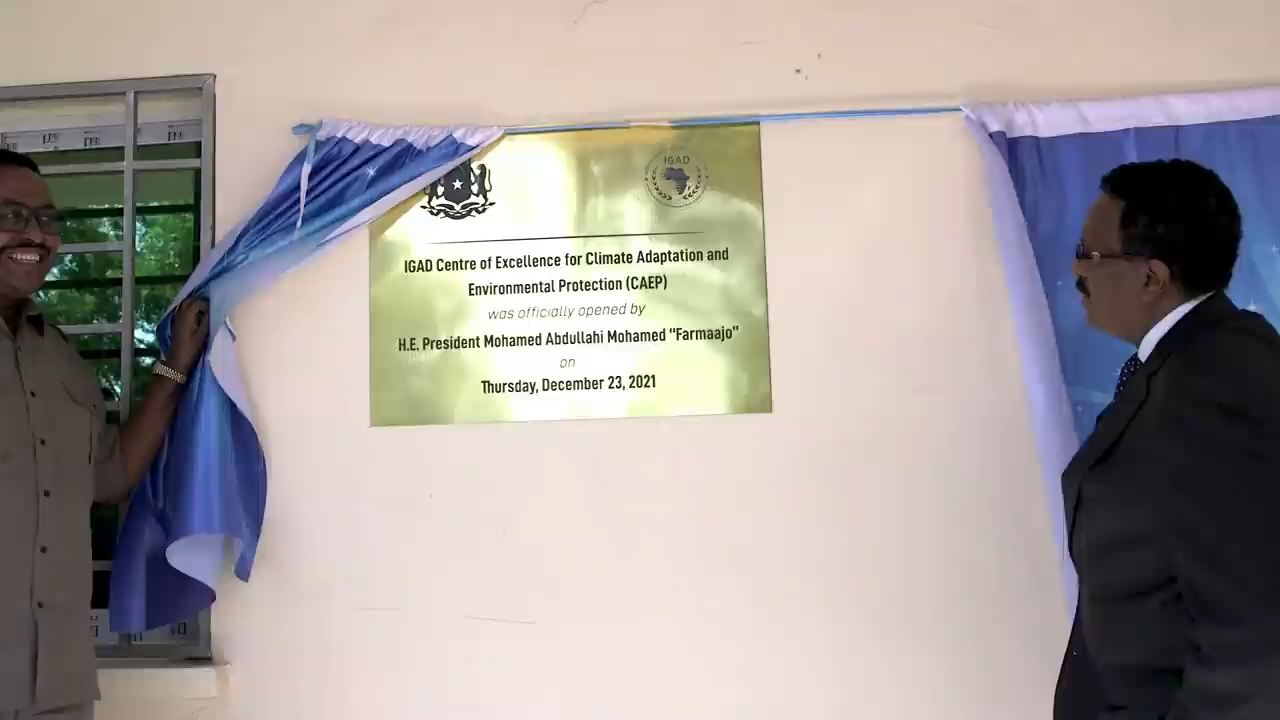 IGAD
IGAD Centre of Excellence for Climate Adaptation and
Environmental Protection (CAEP)
was officially opened by
H.E. President Mohamed Abdullahi Mohamed “Farmaajo”
on
Thursday, December 23, 2021